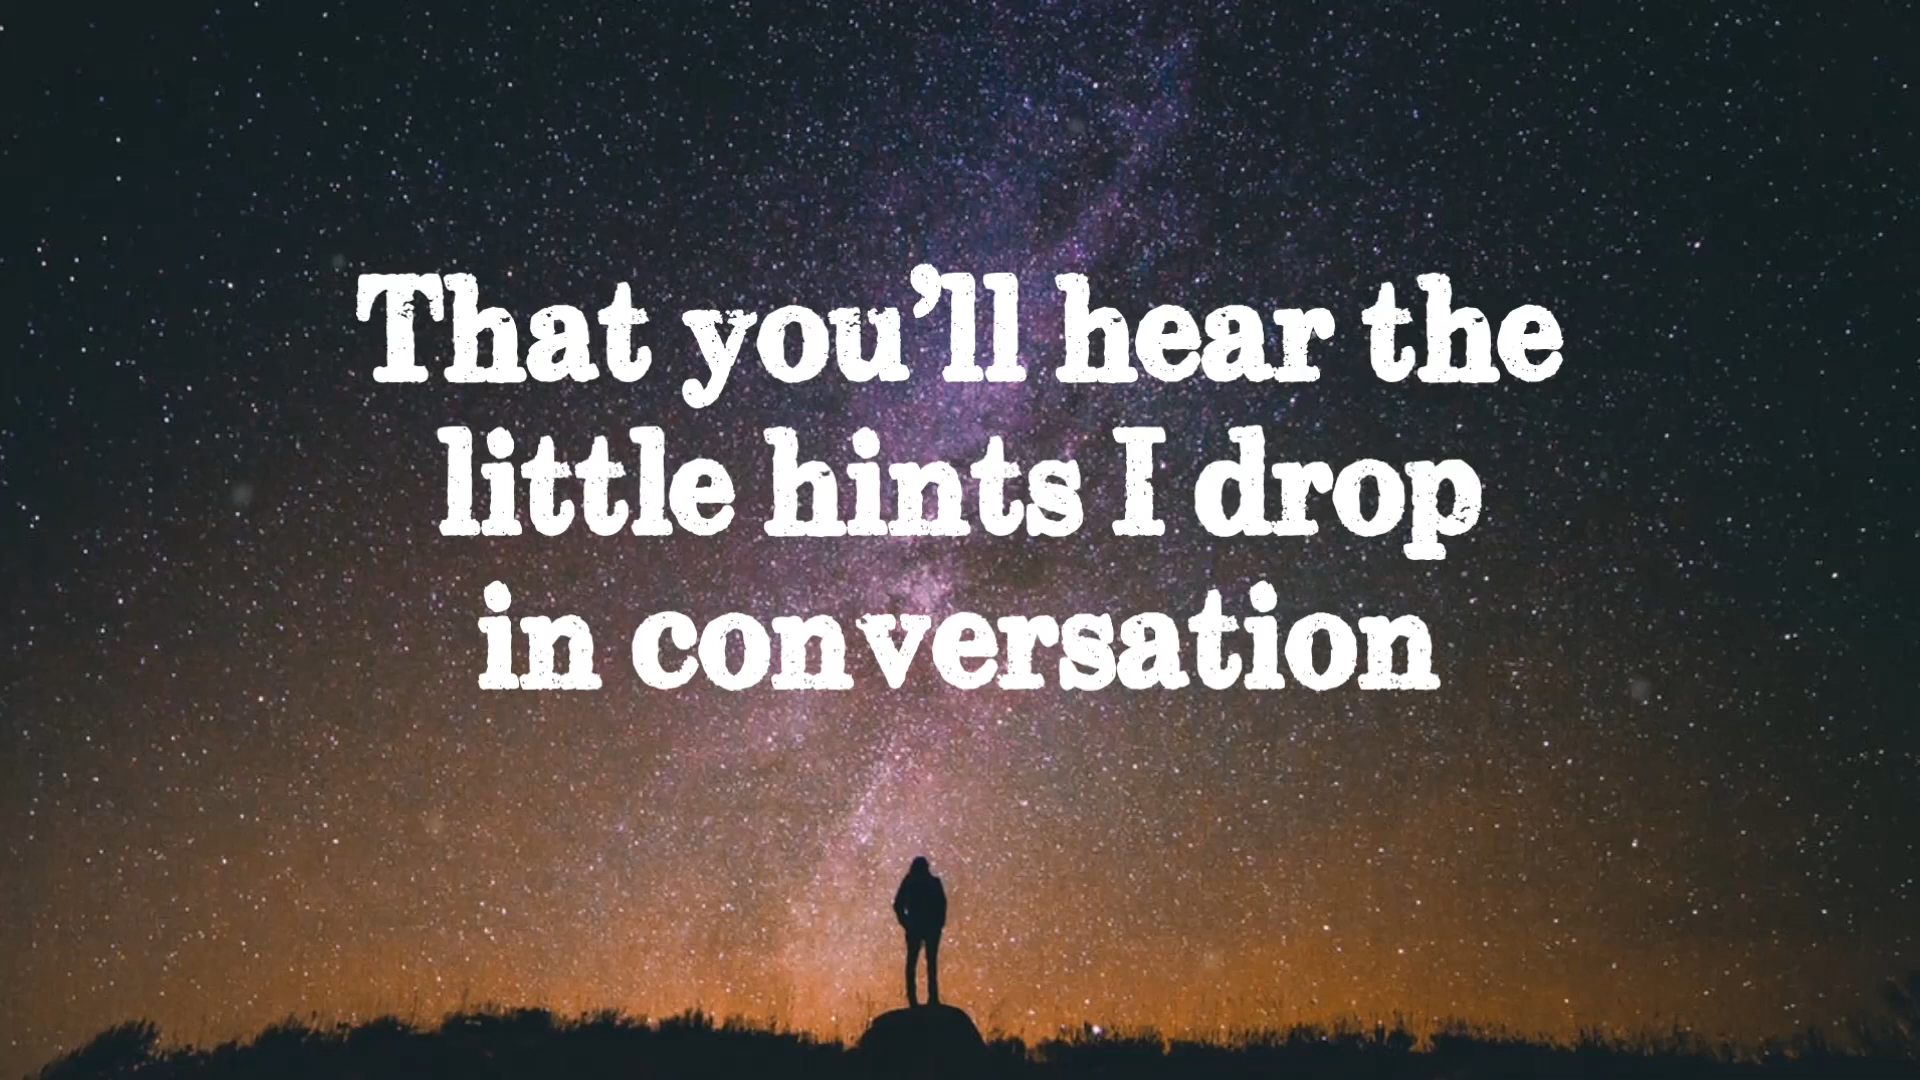 That you’ll hear the
little hints I drop
in conversation